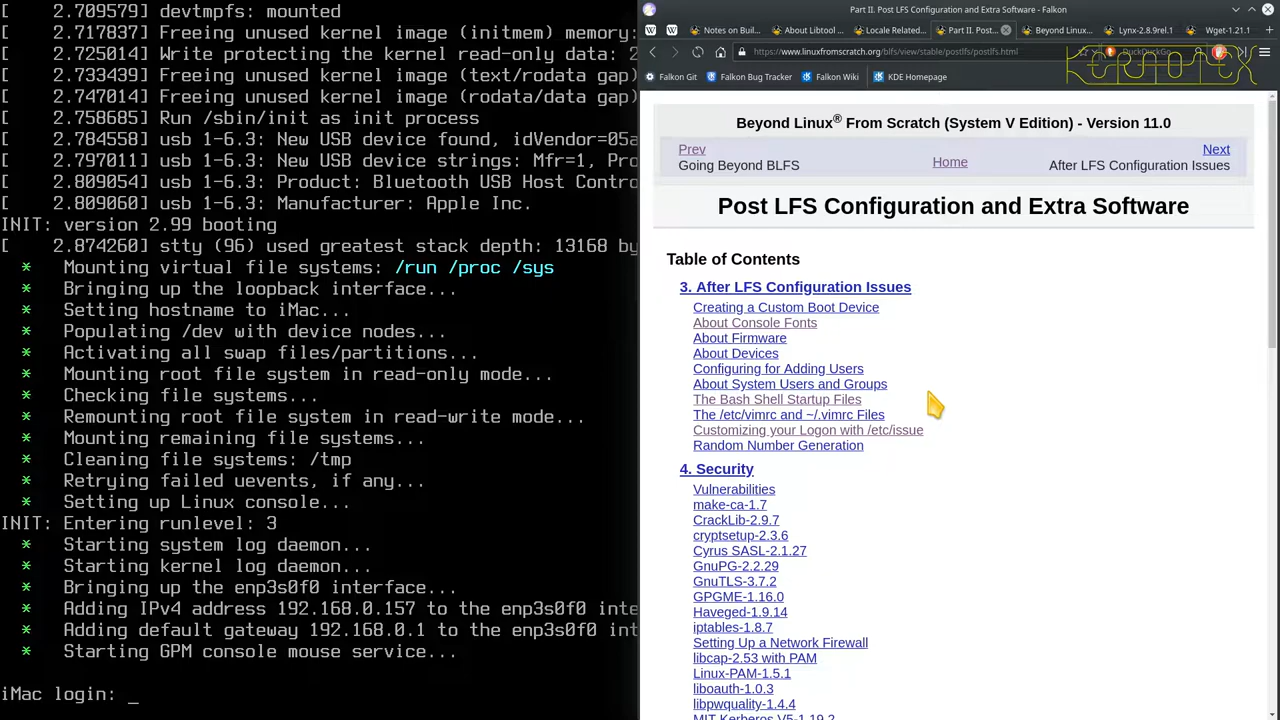 [    2.709579] devtmpfs: mounted
[    2.717837] Freeing unused kernel image (initmem) memory:
[    2.725014] Write protecting the kernel read-only data: 2
[    2.733439] Freeing unused kernel image (text/rodata gap)
[    2.747014] Freeing unused kernel image (rodata/data gap)
[    2.758685] Run /sbin/init as init process
[    2.784558] usb 1-6.3: New USB device found, idVendor=05a
[    2.797011] usb 1-6.3: New USB device strings: Mfr=1, Pro
[    2.809054] usb 1-6.3: Product: Bluetooth USB Host Contro
[    2.809060] usb 1-6.3: Manufacturer: Apple Inc.
INIT: version 2.99 booting
[    2.874260] stty (96) used greatest stack depth: 13168 by
* Mounting virtual file systems: /run /proc /sys
* Bringing up the loopback interface...
* Setting hostname to iMac...
* Populating /dev with device nodes...
* Activating all swap files/partitions...
* Mounting root file system in read-only mode...
* Checking file systems...
* Remounting root file system in read-write mode...
* Mounting remaining file systems...
* Cleaning file systems: /tmp
* Retrying failed uevents, if any...
* Setting up Linux console...
INIT: Entering runlevel: 3
* Starting system log daemon...
* Starting kernel log daemon...
* Bringing up the enp3s0f0 interface...
* Adding IPv4 address 192.168.0.157 to the enp3s0f0 inte
* Adding default gateway 192.168.0.1 to the enp3s0f0 int
* Starting GPM console mouse service...
iMac login: _
Part II. Post LFS Configuration and Extra Software - Falkon
Notes on Buil... About Libtool ... Locale Related... Part II. Post... Beyond Linux... Lynx-2.8.9rel.1 Wget-1.21.1
https://www.linuxfromscratch.org/blfs/view/stable/postlfs/postlfs.html DuckDuckGo
Falkon Git Falkon Bug Tracker Falkon Wiki KDE Homepage
Beyond Linux® From Scratch (System V Edition) - Version 11.0
Prev Home Next
Going Beyond BLFS After LFS Configuration Issues
Post LFS Configuration and Extra Software
Table of Contents
3. After LFS Configuration Issues
Creating a Custom Boot Device
About Console Fonts
About Firmware
About Devices
Configuring for Adding Users
About System Users and Groups
The Bash Shell Startup Files
The /etc/vimrc and ~/.vimrc Files
Customizing your Logon with /etc/issue
Random Number Generation
4. Security
Vulnerabilities
make-ca-1.7
CrackLib-2.9.7
cryptsetup-2.3.6
Cyrus SASL-2.1.27
GnuPG-2.2.29
GnuTLS-3.7.2
GPGME-1.16.0
Haveged-1.9.14
iptables-1.8.7
Setting Up a Network Firewall
libcap-2.53 with PAM
Linux-PAM-1.5.1
liboauth-1.0.3
libpwquality-1.4.4
MIT Kerberos V5-1.19.2